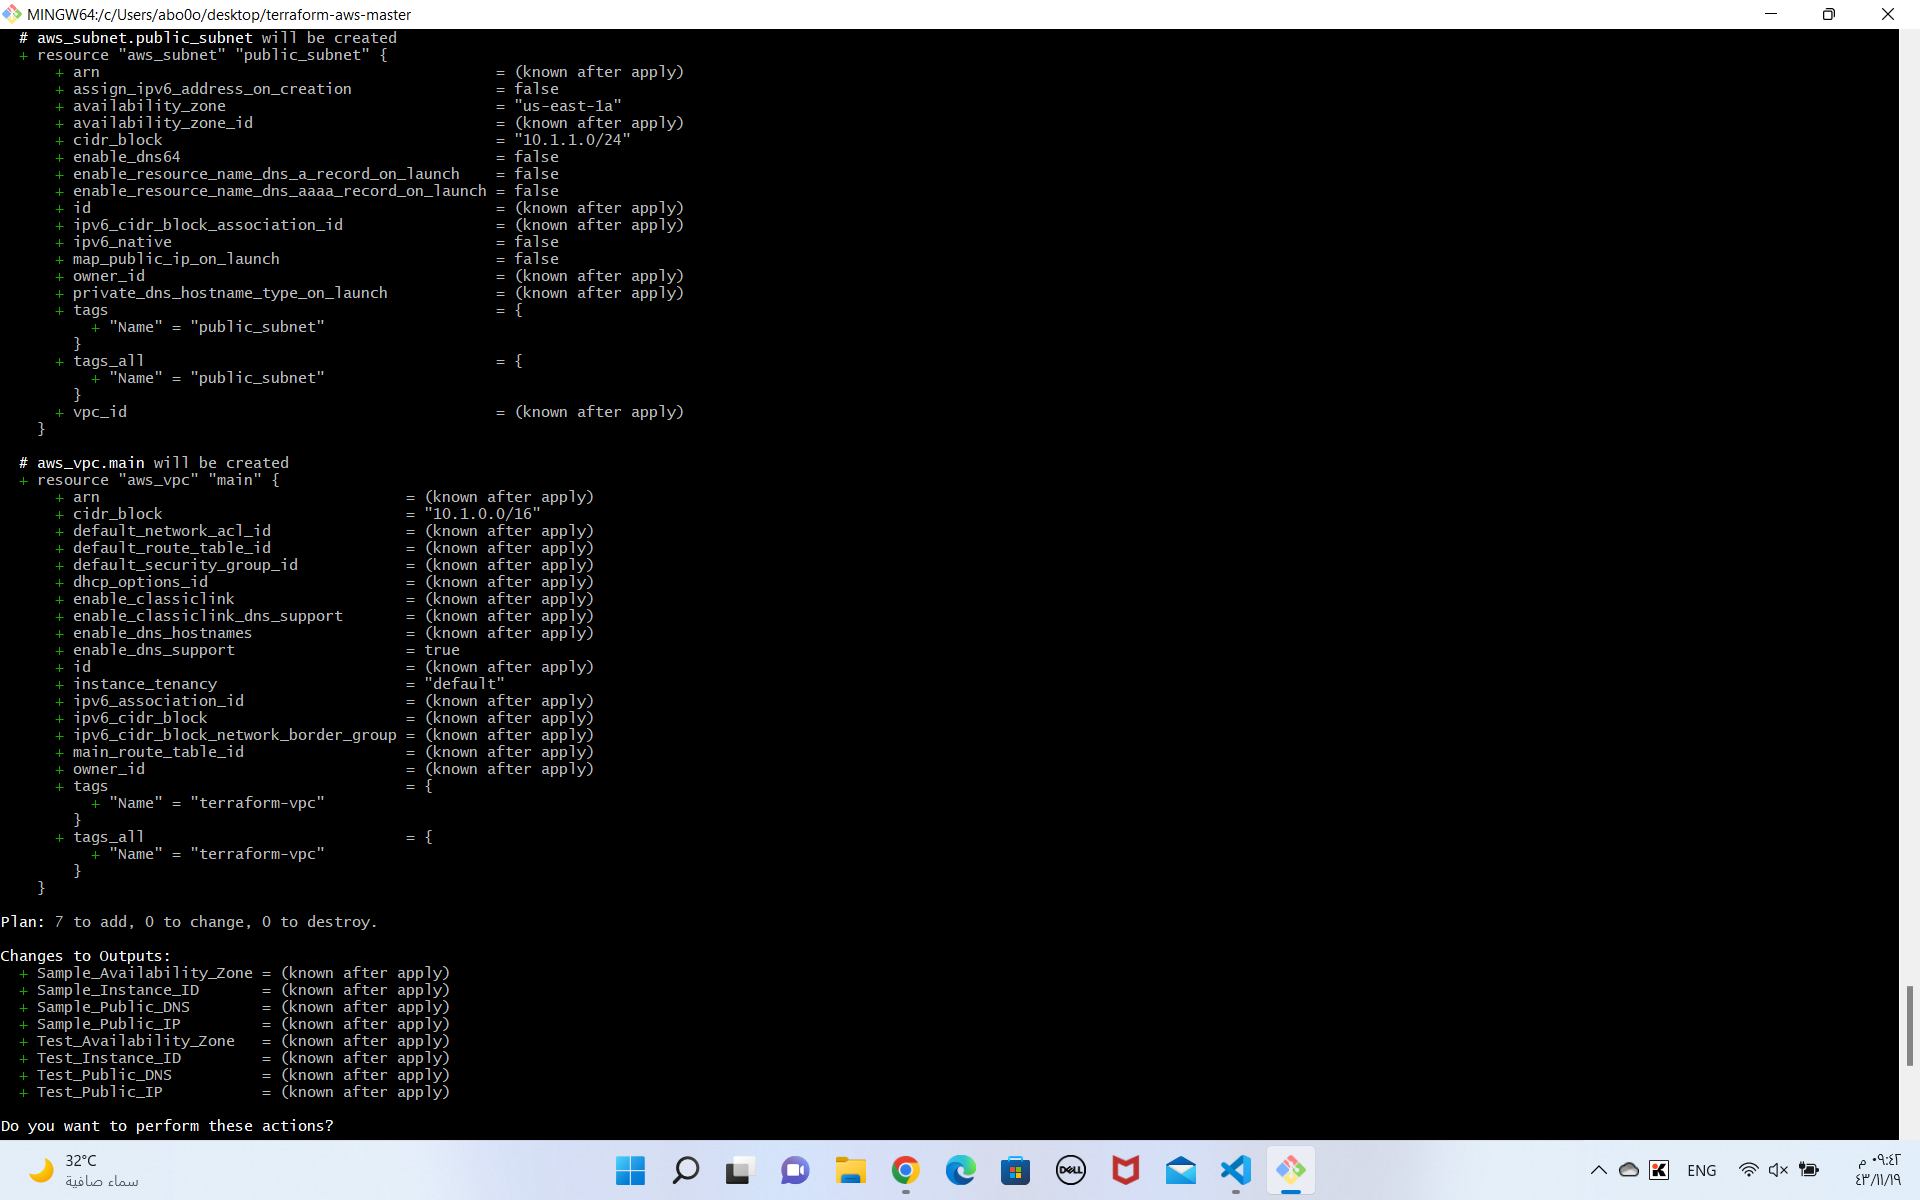 MINGW64:/c/Users/abo0o/desktop/terraform-aws-master
# aws_subnet.public_subnet will be created
+ resource "aws_subnet" "public_subnet" {
+ arn = (known after apply)
+ assign_ipv6_address_on_creation = false
+ availability_zone = "us-east-1a"
+ availability_zone_id = (known after apply)
+ cidr_block = "10.1.1.0/24"
+ enable_dns64 = false
+ enable_resource_name_dns_a_record_on_launch = false
+ enable_resource_name_dns_aaaa_record_on_launch = false
+ id = (known after apply)
+ ipv6_cidr_block_association_id = (known after apply)
+ ipv6_native = false
+ map_public_ip_on_launch = false
+ owner_id = (known after apply)
+ private_dns_hostname_type_on_launch = (known after apply)
+ tags = {
+ "Name" = "public_subnet"
}
+ tags_all = {
+ "Name" = "public_subnet"
}
+ vpc_id = (known after apply)
}
# aws_vpc.main will be created
+ resource "aws_vpc" "main" {
+ arn = (known after apply)
+ cidr_block = "10.1.0.0/16"
+ default_network_acl_id = (known after apply)
+ default_route_table_id = (known after apply)
+ default_security_group_id = (known after apply)
+ dhcp_options_id = (known after apply)
+ enable_classiclink = (known after apply)
+ enable_classiclink_dns_support = (known after apply)
+ enable_dns_hostnames = (known after apply)
+ enable_dns_support = true
+ id = (known after apply)
+ instance_tenancy = "default"
+ ipv6_association_id = (known after apply)
+ ipv6_cidr_block = (known after apply)
+ ipv6_cidr_block_network_border_group = (known after apply)
+ main_route_table_id = (known after apply)
+ owner_id = (known after apply)
+ tags = {
+ "Name" = "terraform-vpc"
}
+ tags_all = {
+ "Name" = "terraform-vpc"
}
}
Plan: 7 to add, 0 to change, 0 to destroy.
Changes to Outputs:
+ Sample_Availability_Zone = (known after apply)
+ Sample_Instance_ID = (known after apply)
+ Sample_Public_DNS = (known after apply)
+ Sample_Public_IP = (known after apply)
+ Test_Availability_Zone = (known after apply)
+ Test_Instance_ID = (known after apply)
+ Test_Public_DNS = (known after apply)
+ Test_Public_IP = (known after apply)
Do you want to perform these actions?
32°C
سماء صافية
DELL
K
ENG
٠٩:٤٢ م
٤٣/١١/١٩